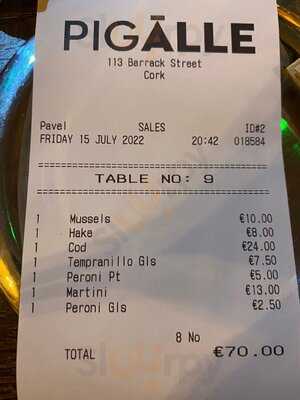 PIGĀLLE
113 Barrack Street
Cork
Pavel SALES ID#2
FRIDAY 15 JULY 2022 20:42 018584
TABLE NO: 9
1 Mussels €10.00
1 Hake €8.00
1 Cod €24.00
1 Tempranillo Gls €7.50
1 Peroni Pt €5.00
1 Martini €13.00
1 Peroni Gls €2.50
8 No
TOTAL €70.00
sluurpy